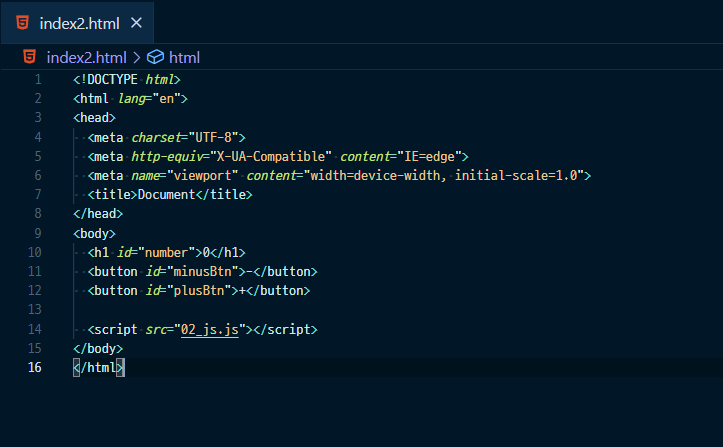 index2.html
index2.html > html
1 <!DOCTYPE html>
2 <html lang="en">
3 <head>
4 <meta charset="UTF-8">
5 <meta http-equiv="X-UA-Compatible" content="IE=edge">
6 <meta name="viewport" content="width=device-width, initial-scale=1.0">
7 <title>Document</title>
8 </head>
9 <body>
10 <h1 id="number">0</h1>
11 <button id="minusBtn">-</button>
12 <button id="plusBtn">+</button>
13
14 <script src="02_js.js"></script>
15 </body>
16 </html>